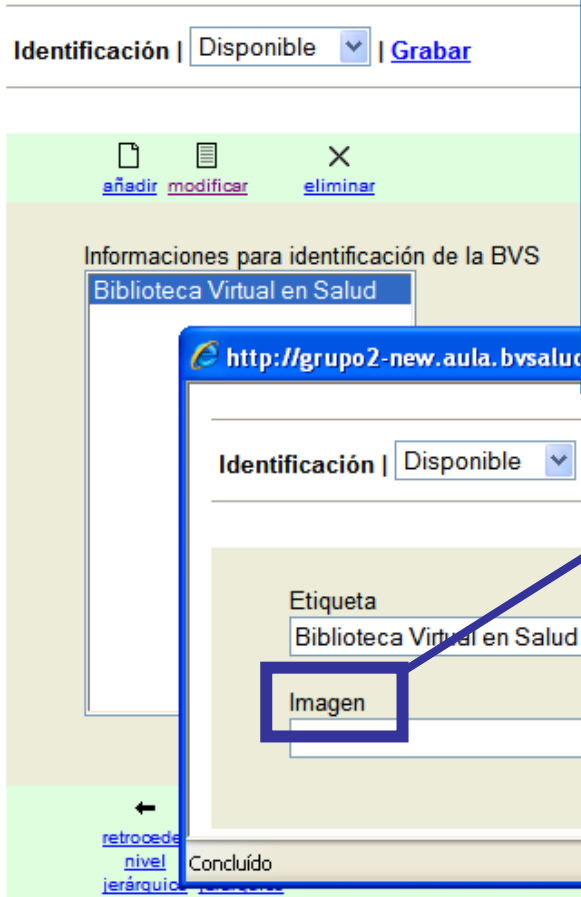 Identificación | Disponible | Grabar
añadir modificar eliminar
Informaciones para identificación de la BVS
Biblioteca Virtual en Salud
http://grupo2-new.aula.bvsalud
Identificación | Disponible
Etiqueta
Biblioteca Virtual en Salud
Imagen
retrocede
nivel
jerárquico
Concluído